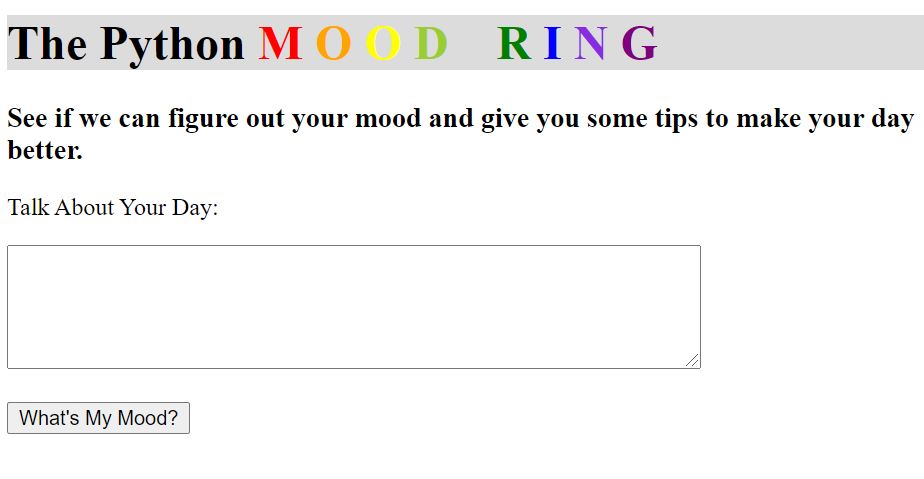 The Python M O O D R I N G
See if we can figure out your mood and give you some tips to make your day
better.
Talk About Your Day:
What's My Mood?